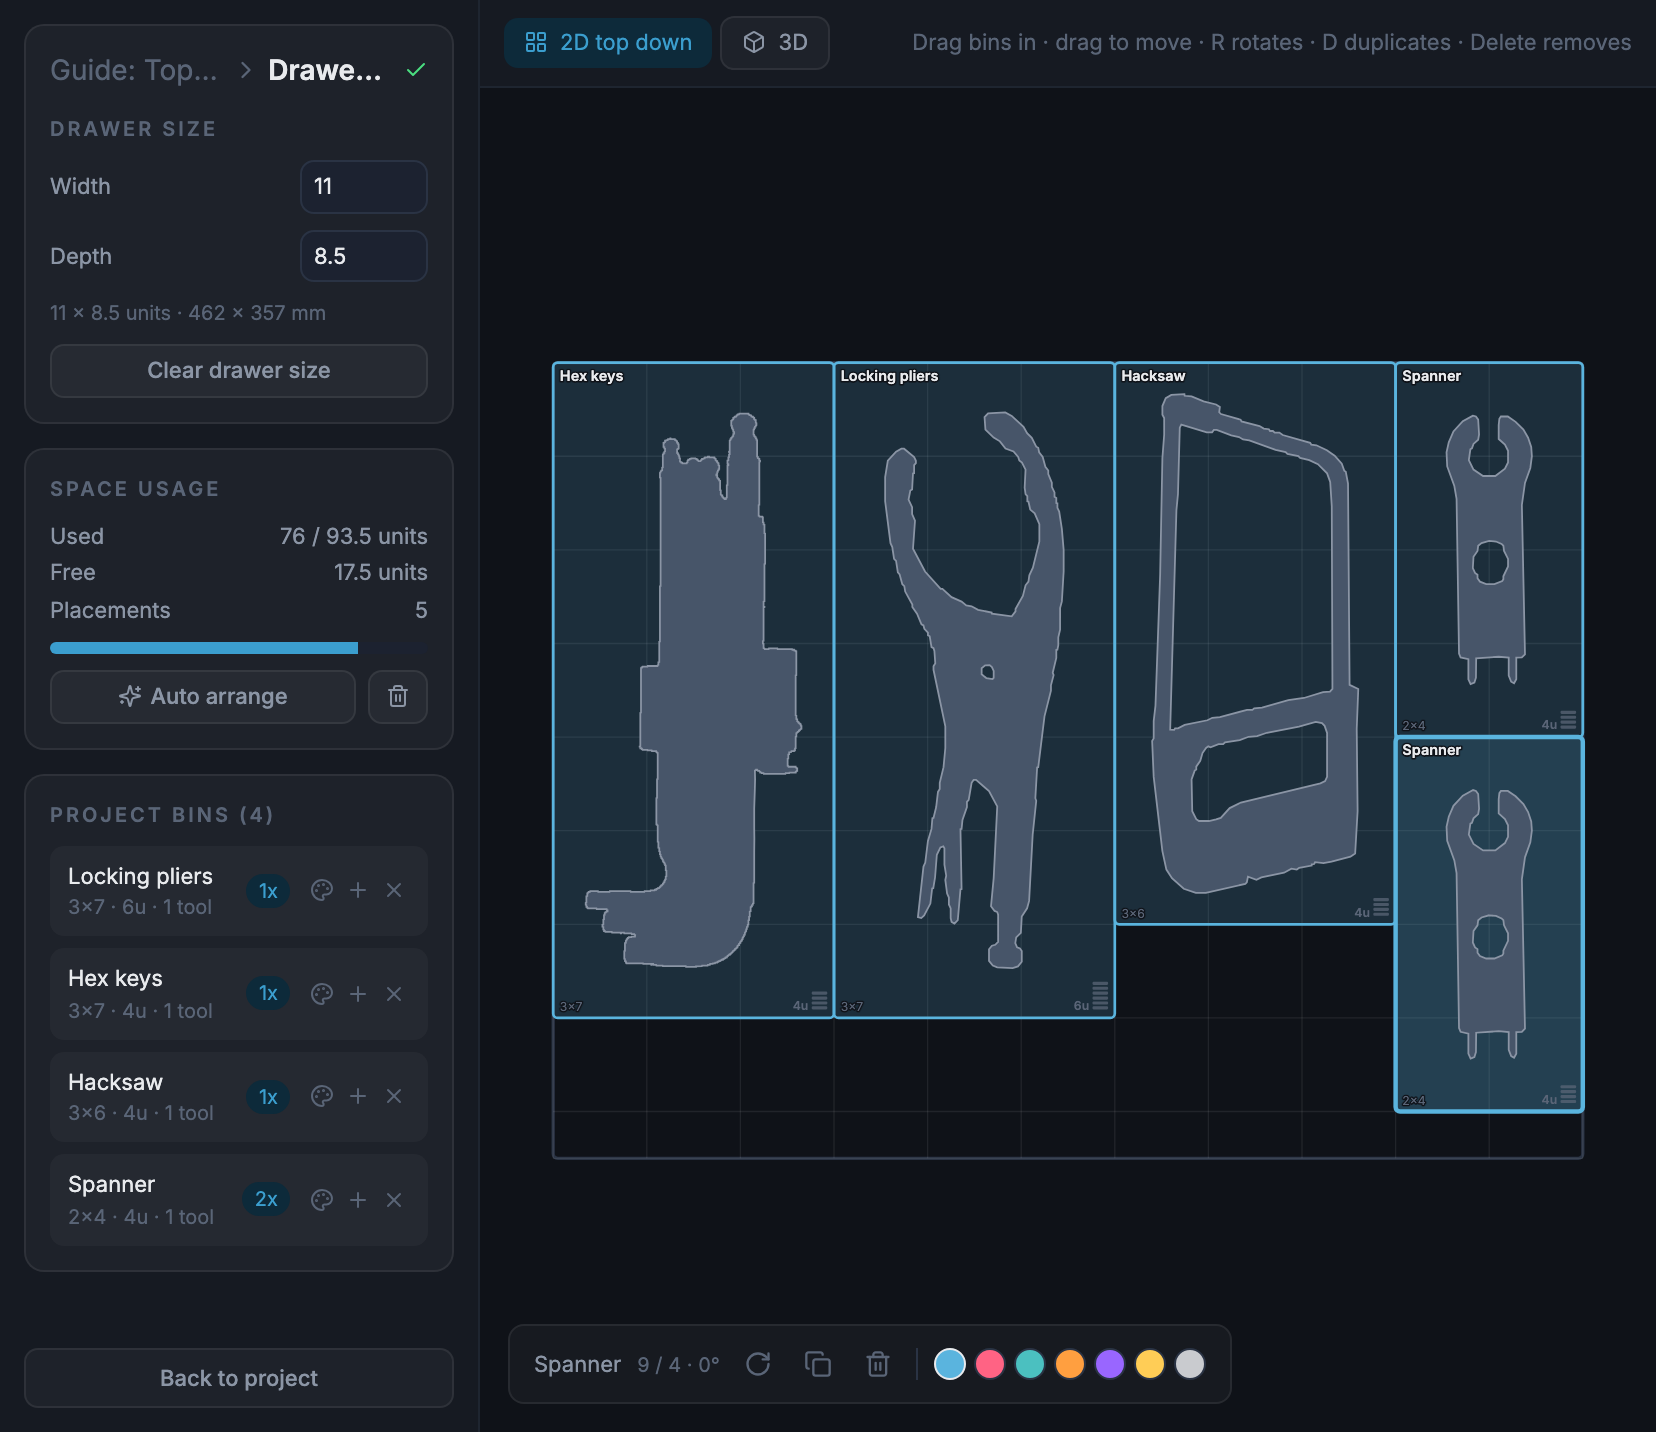 Guide: Top... > Drawe...
DRAWER SIZE
Width 11
Depth 8.5
11 × 8.5 units · 462 × 357 mm
Clear drawer size
SPACE USAGE
Used 76 / 93.5 units
Free 17.5 units
Placements 5
Auto arrange
PROJECT BINS (4)
Locking pliers
3×7 · 6u · 1 tool
1x
Hex keys
3×7 · 4u · 1 tool
1x
Hacksaw
3×6 · 4u · 1 tool
1x
Spanner
2×4 · 4u · 1 tool
2x
Back to project
2D top down 3D
Drag bins in · drag to move · R rotates · D duplicates · Delete removes
Hex keys
3×7 4u
Locking pliers
3×7 6u
Hacksaw
3×6 4u
Spanner
2×4 4u
Spanner
2×4 4u
Spanner 9 / 4 · 0°